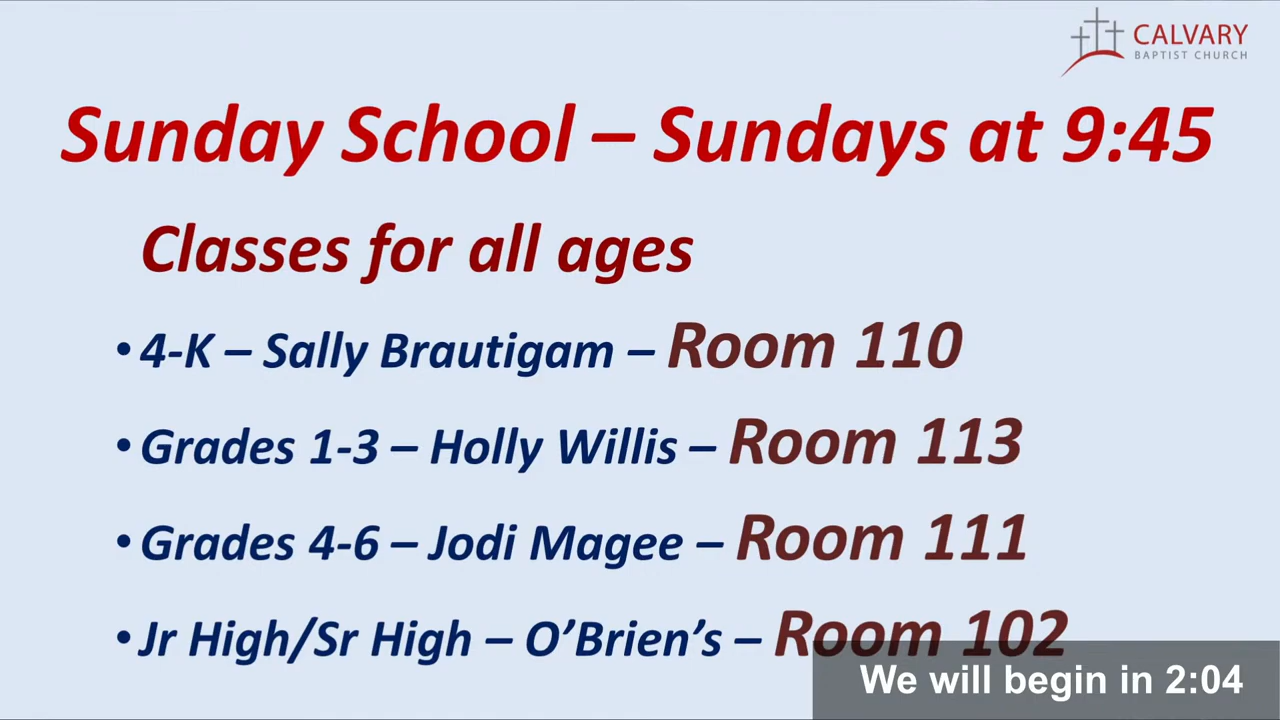 CALVARY
BAPTIST CHURCH
Sunday School – Sundays at 9:45
Classes for all ages
• 4-K – Sally Brautigam – Room 110
• Grades 1-3 – Holly Willis – Room 113
• Grades 4-6 – Jodi Magee – Room 111
• Jr High/Sr High – O’Brien’s – Room 102
We will begin in 2:04